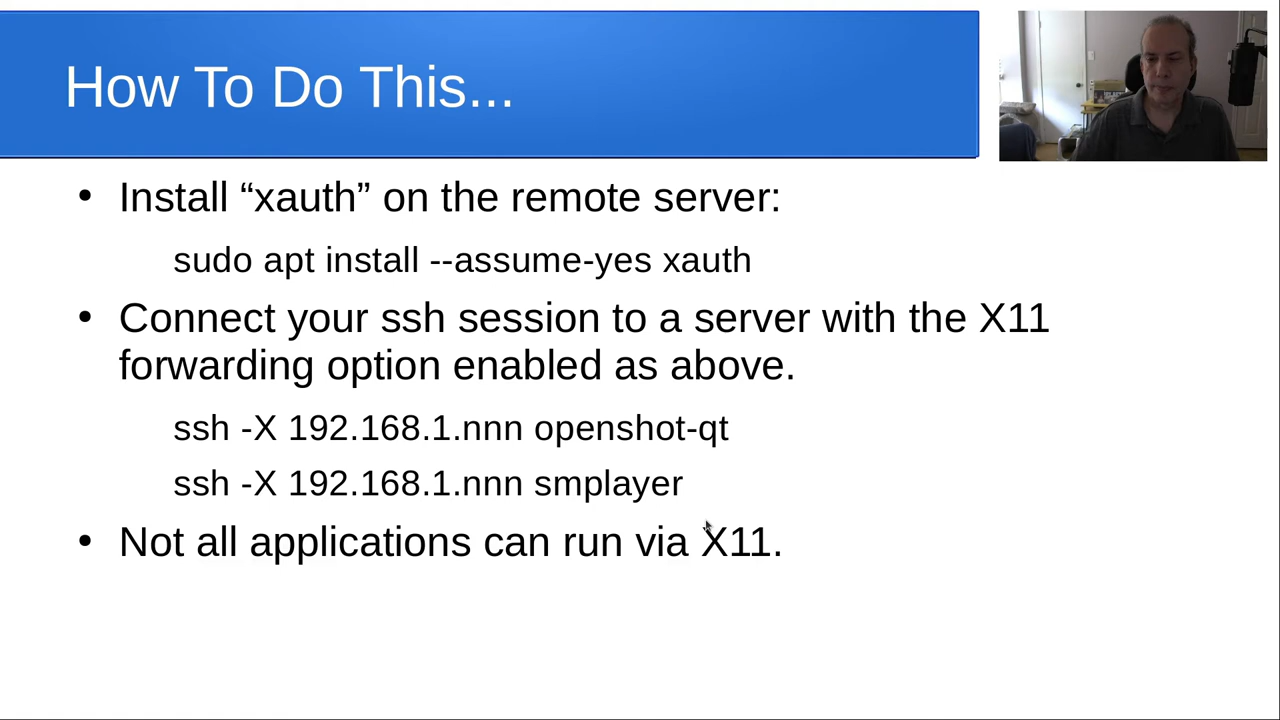 How To Do This...
• Install “xauth” on the remote server:
sudo apt install --assume-yes xauth
• Connect your ssh session to a server with the X11
forwarding option enabled as above.
ssh -X 192.168.1.nnn openshot-qt
ssh -X 192.168.1.nnn smplayer
• Not all applications can run via X11.